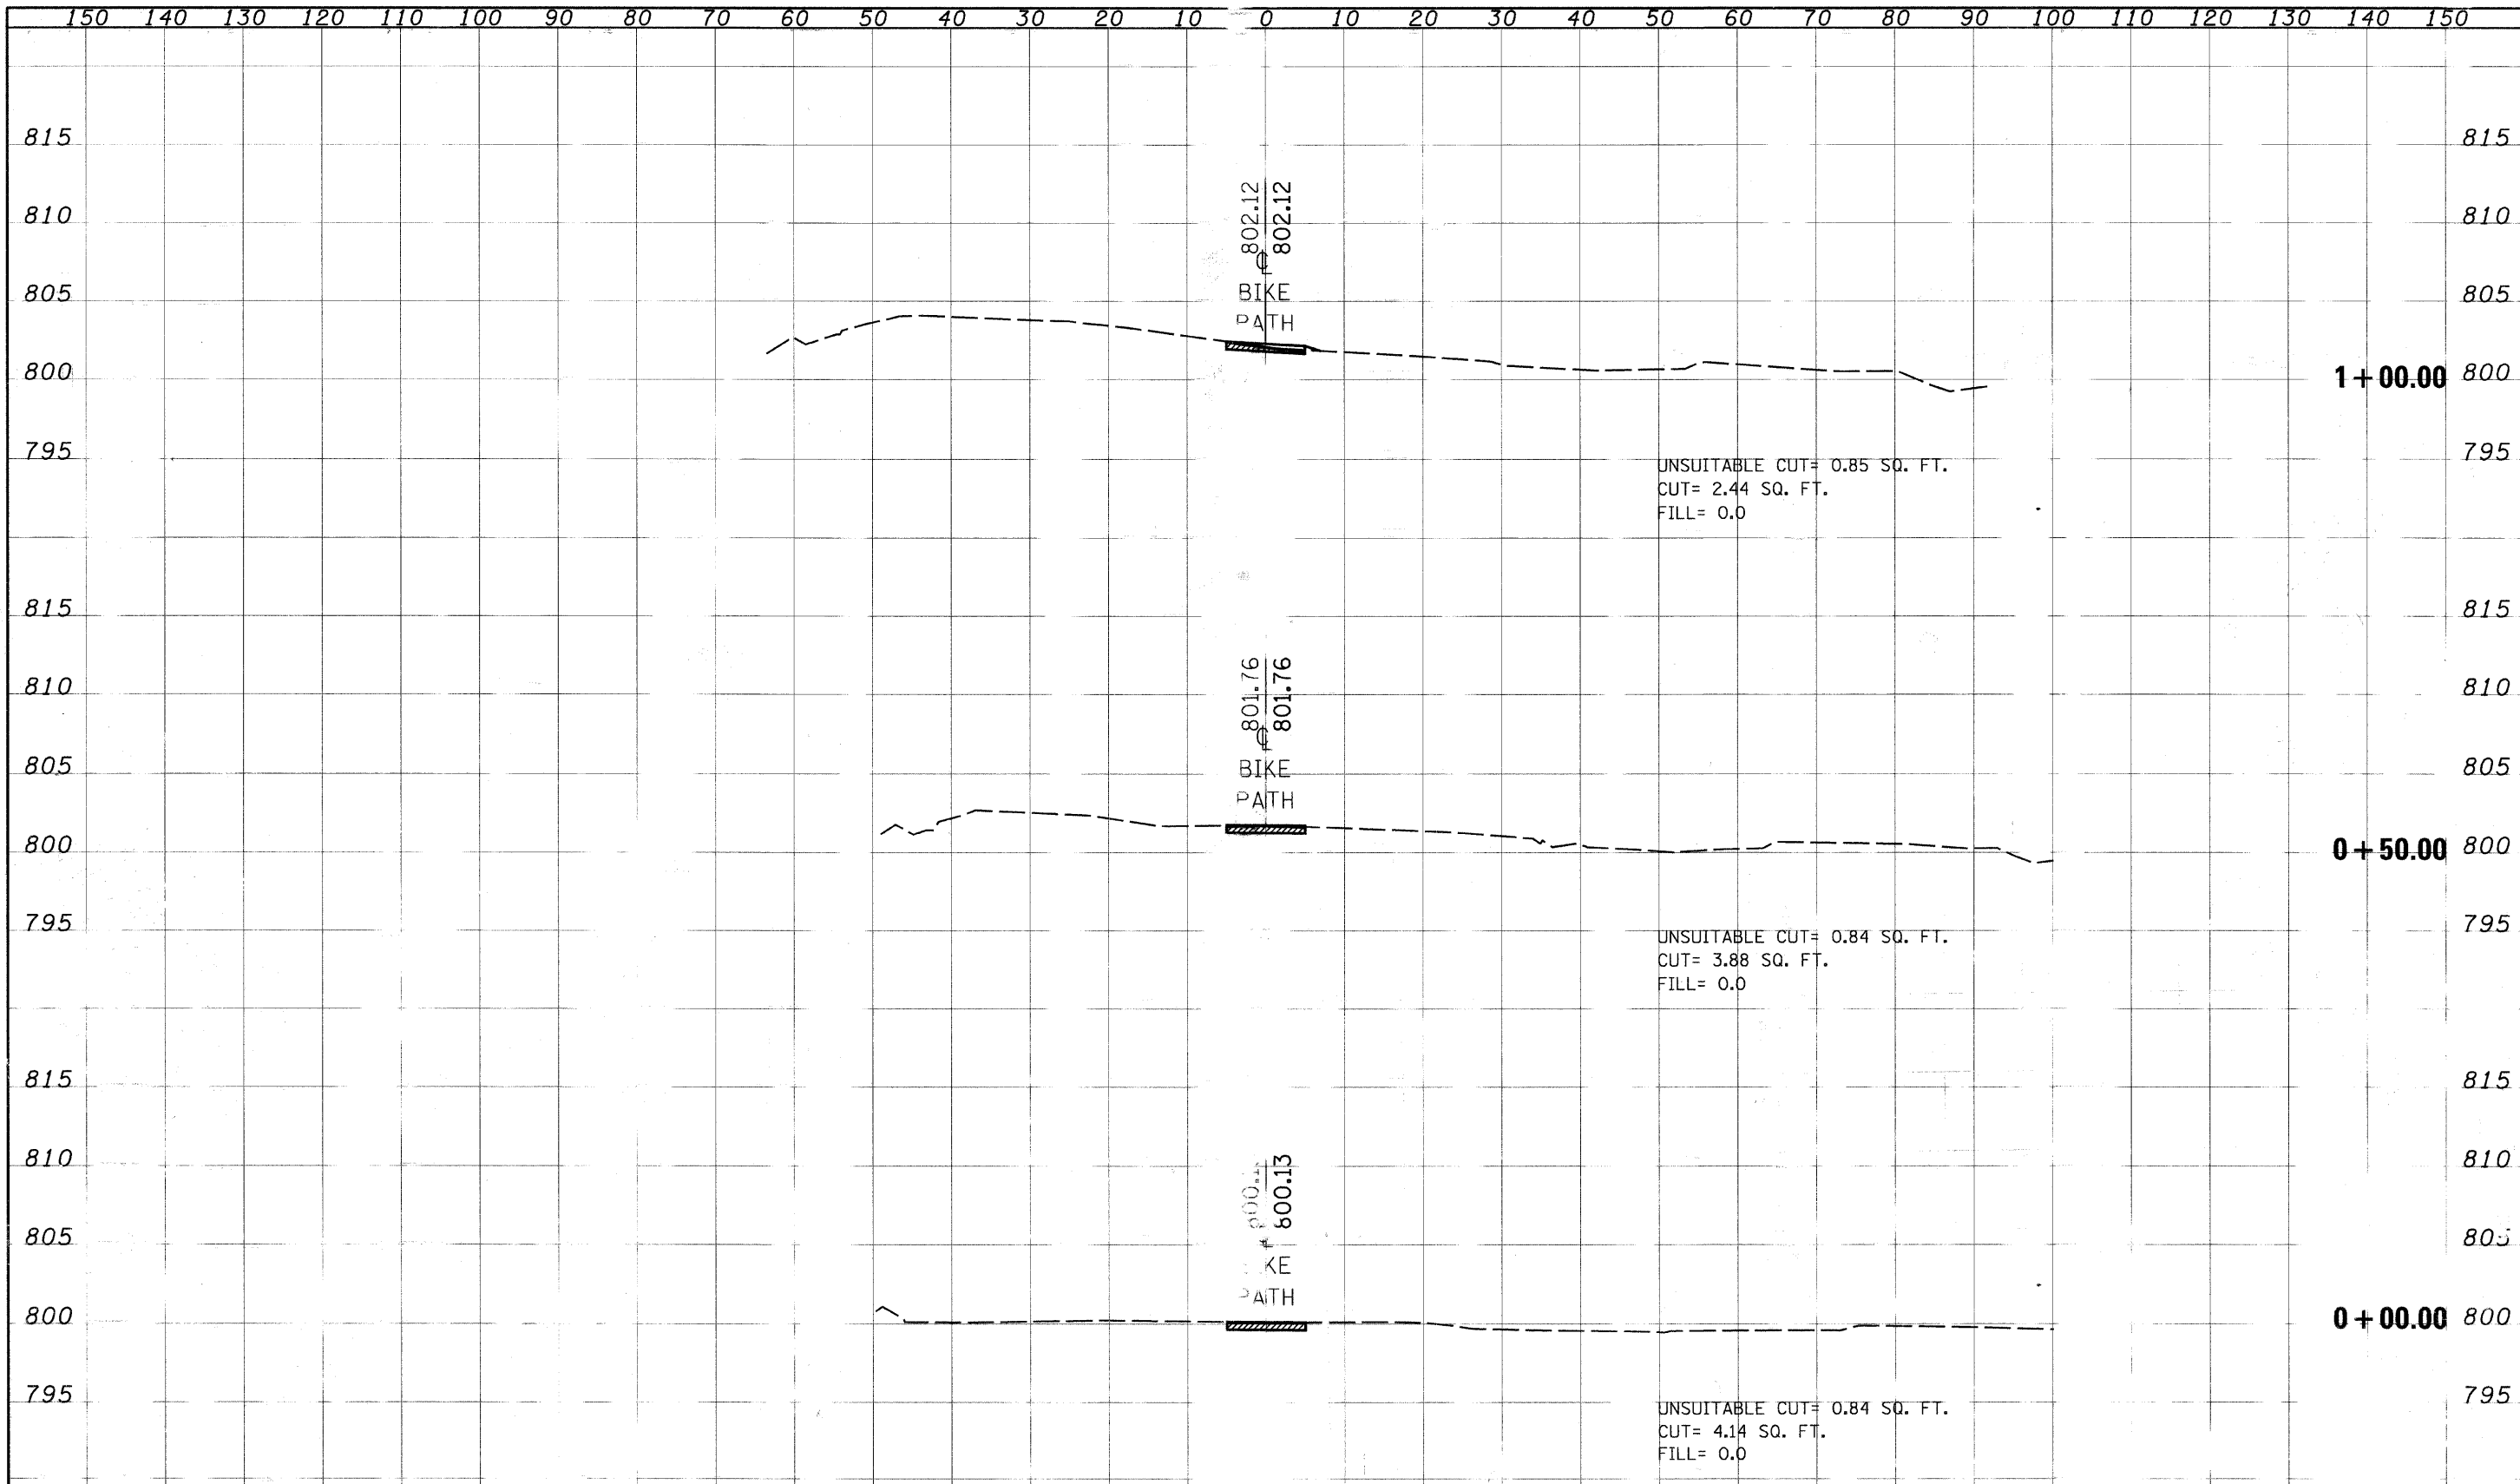 150 140 130 120 110 100 90 80 70 60 50 40 30 20 10 0 10 20 30 40 50 60 70 80 90 100 110 120 130 140 150
815 815
802.12 802.12
810 810
805 BIKE 805
PATH
800 1+00.00 800
795 795
UNSUITABLE CUT= 0.85 SQ. FT.
CUT= 2.44 SQ. FT.
FILL= 0.0
815 815
801.76 801.76
810 810
805 BIKE 805
PATH
800 0+50.00 800
795 795
UNSUITABLE CUT= 0.84 SQ. FT.
CUT= 3.88 SQ. FT.
FILL= 0.0
815 815
800.13
810 810
805 805
PATH
800 0+00.00 800
795 795
UNSUITABLE CUT= 0.84 SQ. FT.
CUT= 4.14 SQ. FT.
FILL= 0.0